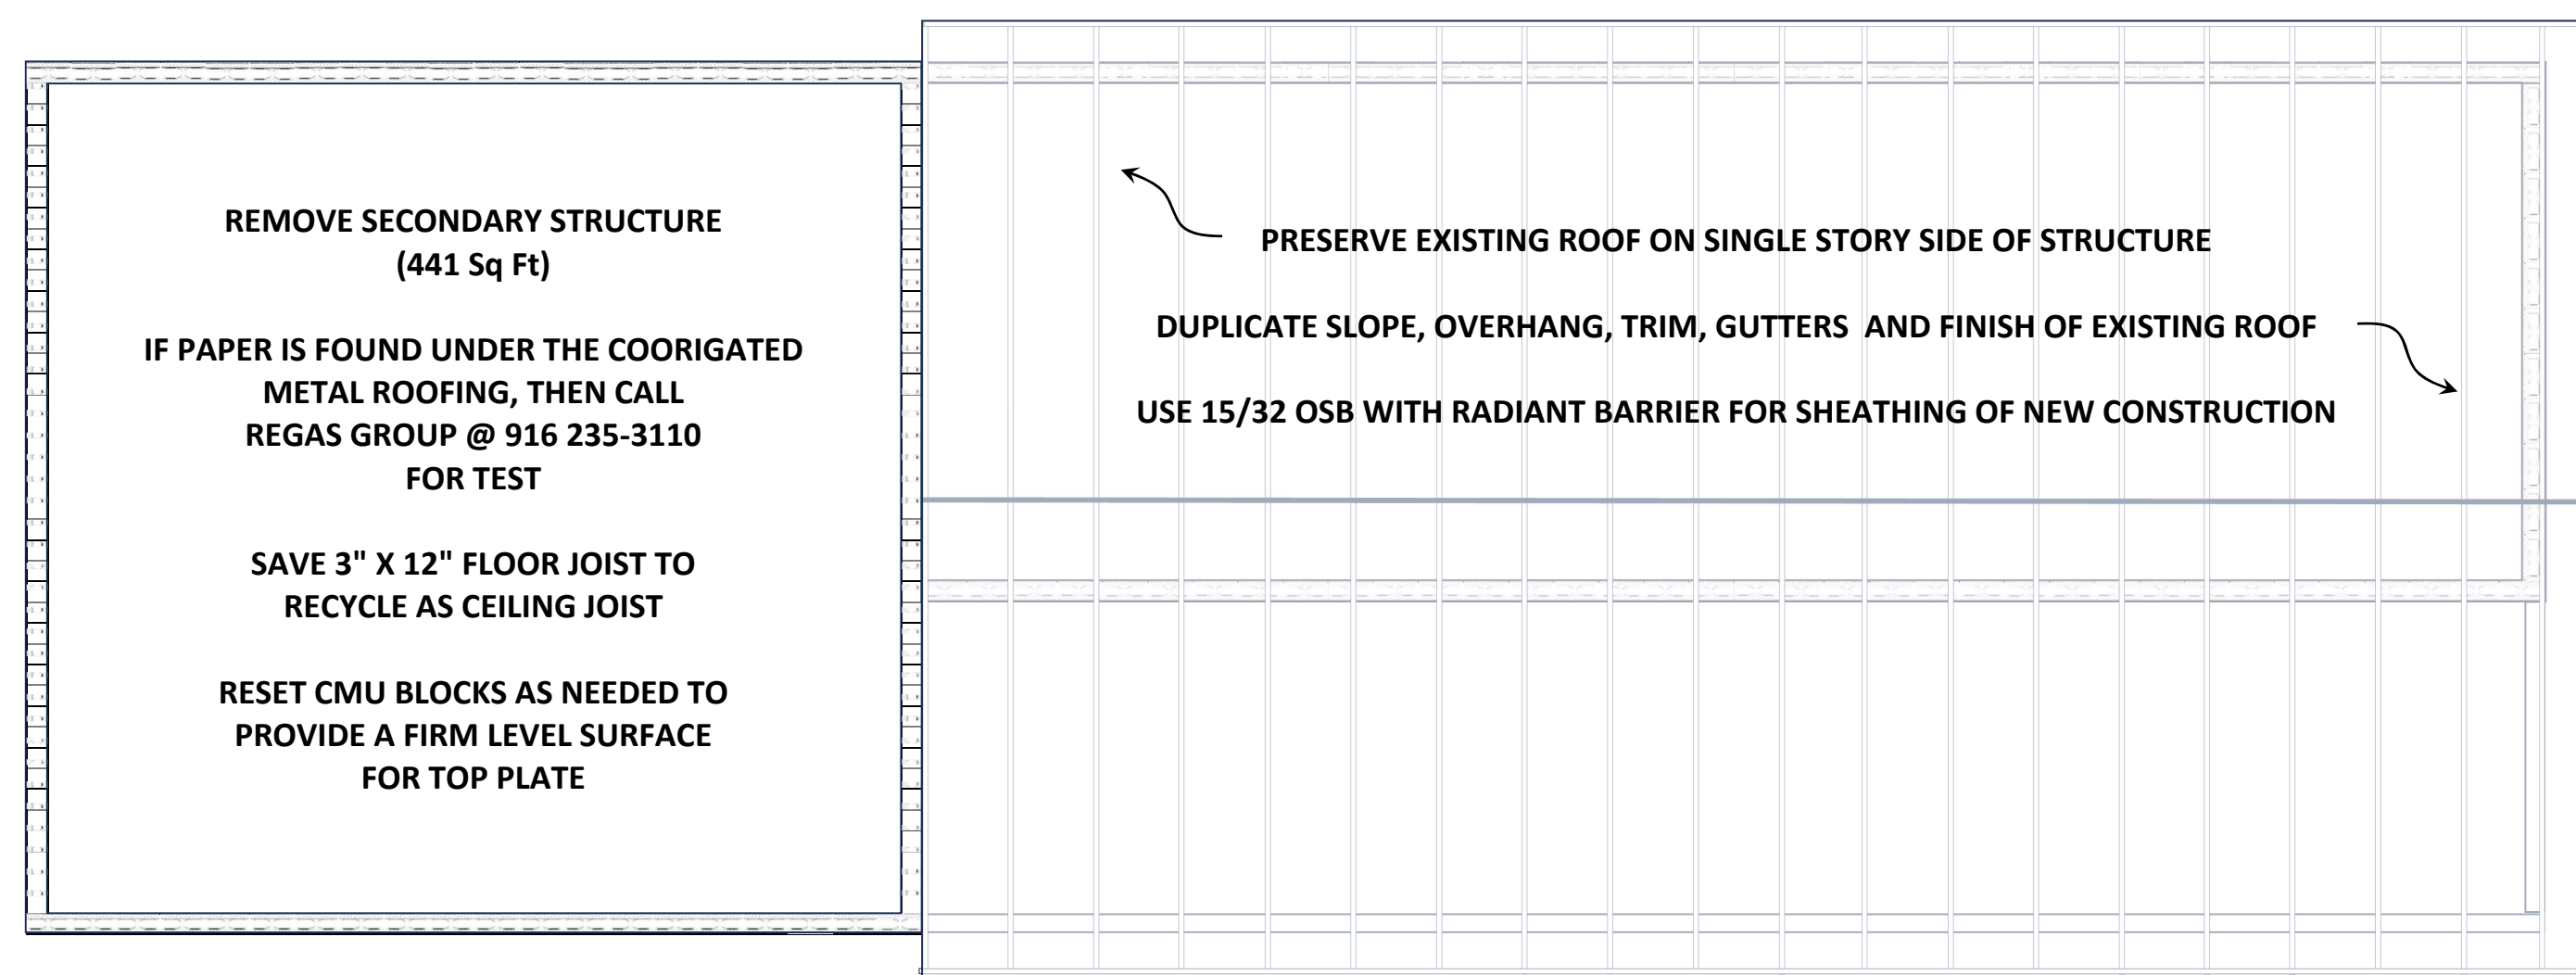 REMOVE SECONDARY STRUCTURE
(441 Sq Ft)
IF PAPER IS FOUND UNDER THE COORIGATED
METAL ROOFING, THEN CALL
REGAS GROUP @ 916 235-3110
FOR TEST
SAVE 3" X 12" FLOOR JOIST TO
RECYCLE AS CEILING JOIST
RESET CMU BLOCKS AS NEEDED TO
PROVIDE A FIRM LEVEL SURFACE
FOR TOP PLATE
PRESERVE EXISTING ROOF ON SINGLE STORY SIDE OF STRUCTURE
DUPLICATE SLOPE, OVERHANG, TRIM, GUTTERS AND FINISH OF EXISTING ROOF
USE 15/32 OSB WITH RADIANT BARRIER FOR SHEATHING OF NEW CONSTRUCTION